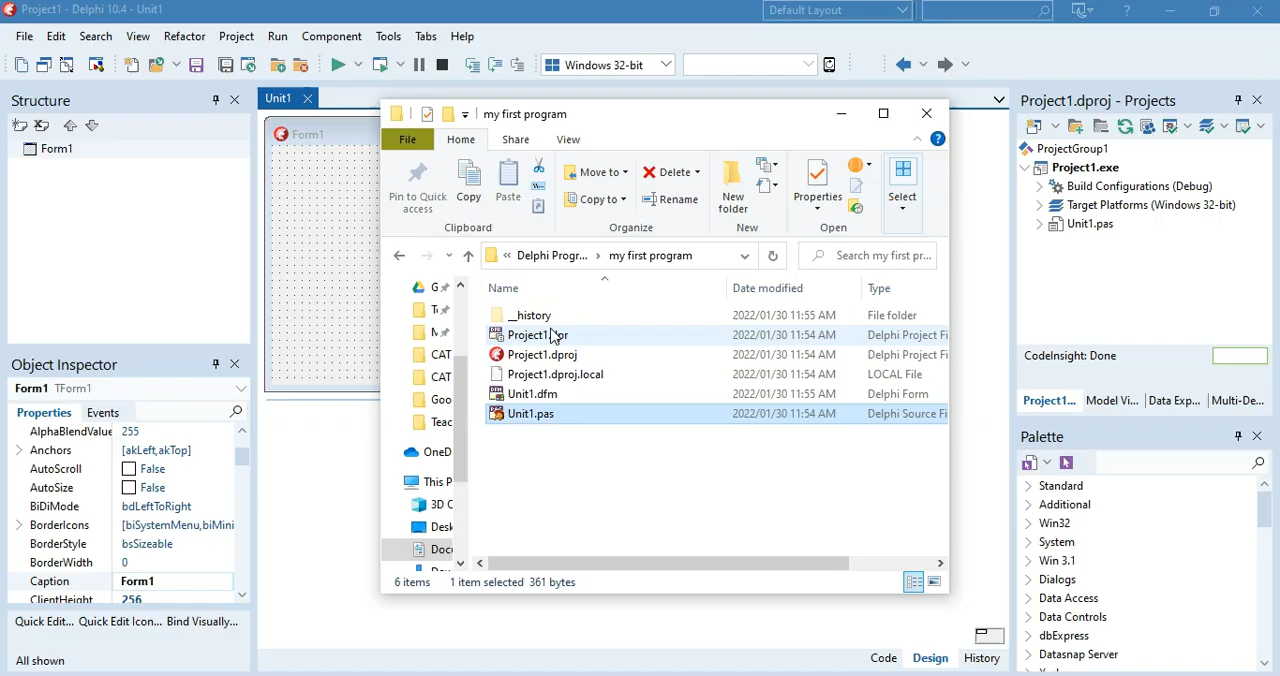 Project1 - Delphi 10.4 - Unit1
Default Layout
File Edit Search View Refactor Project Run Component Tools Tabs Help
Windows 32-bit
Structure
Form1
Object Inspector
Form1 TForm1
Properties Events
AlphaBlendValue 255
Anchors [akLeft,akTop]
AutoScroll False
AutoSize False
BiDiMode bdLeftToRight
BorderIcons [biSystemMenu,biMini
BorderStyle bsSizeable
BorderWidth 0
Caption Form1
ClientHeight 256
Quick Edit... Quick Edit Icon... Bind Visually...
All shown
Unit1
Form1
my first program
File Home Share View
Pin to Quick access
Copy
Paste
Clipboard
Move to
Copy to
Delete
Rename
Organize
New folder
New
Properties
Open
Select
« Delphi Progr... › my first program
Search my first pr...
G
CAT
CAT
Goo
Teac
OneD
This P
3D C
Desk
Docu
Name Date modified Type
__history 2022/01/30 11:55 AM File folder
2022/01/30 11:54 AM Delphi Project Fi
Project1.dproj 2022/01/30 11:54 AM Delphi Project Fi
Project1.dproj.local 2022/01/30 11:54 AM LOCAL File
Unit1.dfm 2022/01/30 11:55 AM Delphi Form
Unit1.pas 2022/01/30 11:54 AM Delphi Source Fi
6 items 1 item selected 361 bytes
Code Design History
Project1.dproj - Projects
ProjectGroup1
Project1.exe
Build Configurations (Debug)
Target Platforms (Windows 32-bit)
Unit1.pas
CodeInsight: Done
Project1... Model Vi... Data Exp... Multi-De...
Palette
Standard
Additional
Win32
System
Win 3.1
Dialogs
Data Access
Data Controls
dbExpress
Datasnap Server